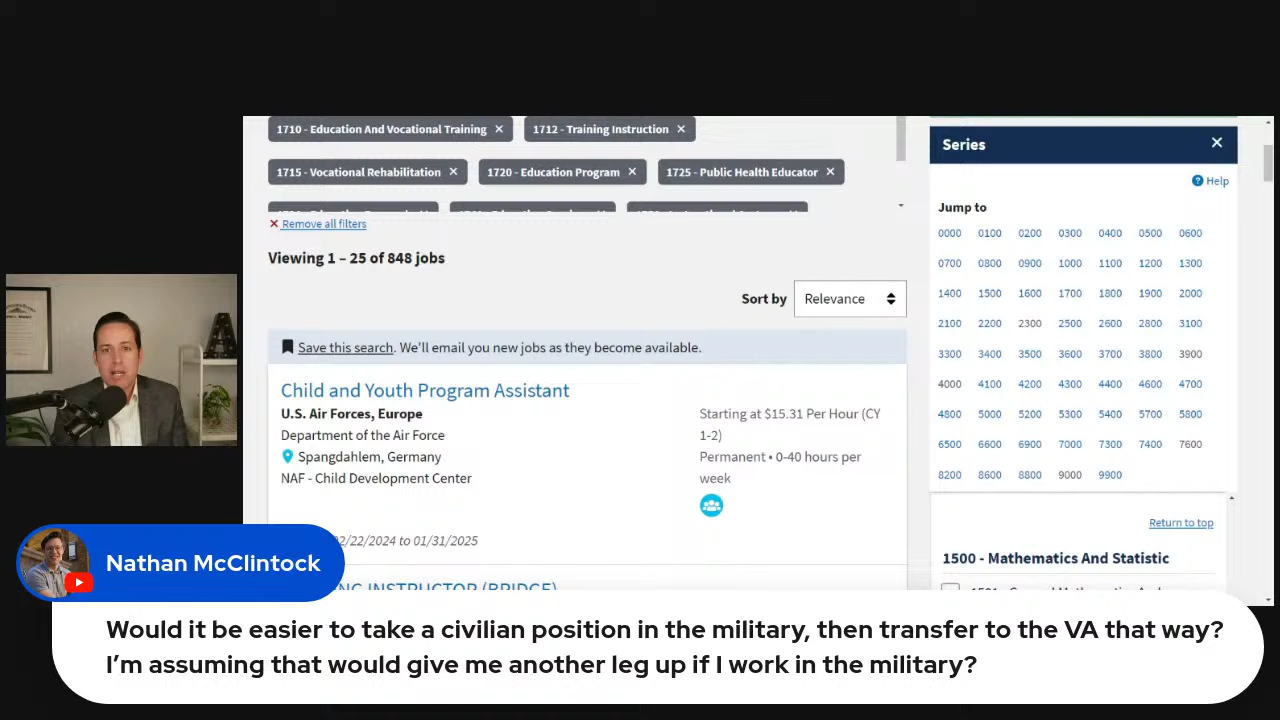 1710 - Education And Vocational Training ✕
1712 - Training Instruction ✕
1715 - Vocational Rehabilitation ✕
1720 - Education Program ✕
1725 - Public Health Educator ✕
✕ Remove all filters
Viewing 1 – 25 of 848 jobs
Sort by
Relevance
Save this search. We’ll email you new jobs as they become available.
Child and Youth Program Assistant
U.S. Air Forces, Europe
Department of the Air Force
Spangdahlem, Germany
NAF - Child Development Center
Starting at $15.31 Per Hour (CY
1-2)
Permanent • 0-40 hours per
week
02/22/2024 to 01/31/2025
INSTRUCTOR (BRIDGE)
Series
✕
Help
Jump to
0000 0100 0200 0300 0400 0500 0600
0700 0800 0900 1000 1100 1200 1300
1400 1500 1600 1700 1800 1900 2000
2100 2200 2300 2500 2600 2800 3100
3300 3400 3500 3600 3700 3800 3900
4000 4100 4200 4300 4400 4600 4700
4800 5000 5200 5300 5400 5700 5800
6500 6600 6900 7000 7300 7400 7600
8200 8600 8800 9000 9900
Return to top
1500 - Mathematics And Statistic
Nathan McClintock
Would it be easier to take a civilian position in the military, then transfer to the VA that way?
I’m assuming that would give me another leg up if I work in the military?